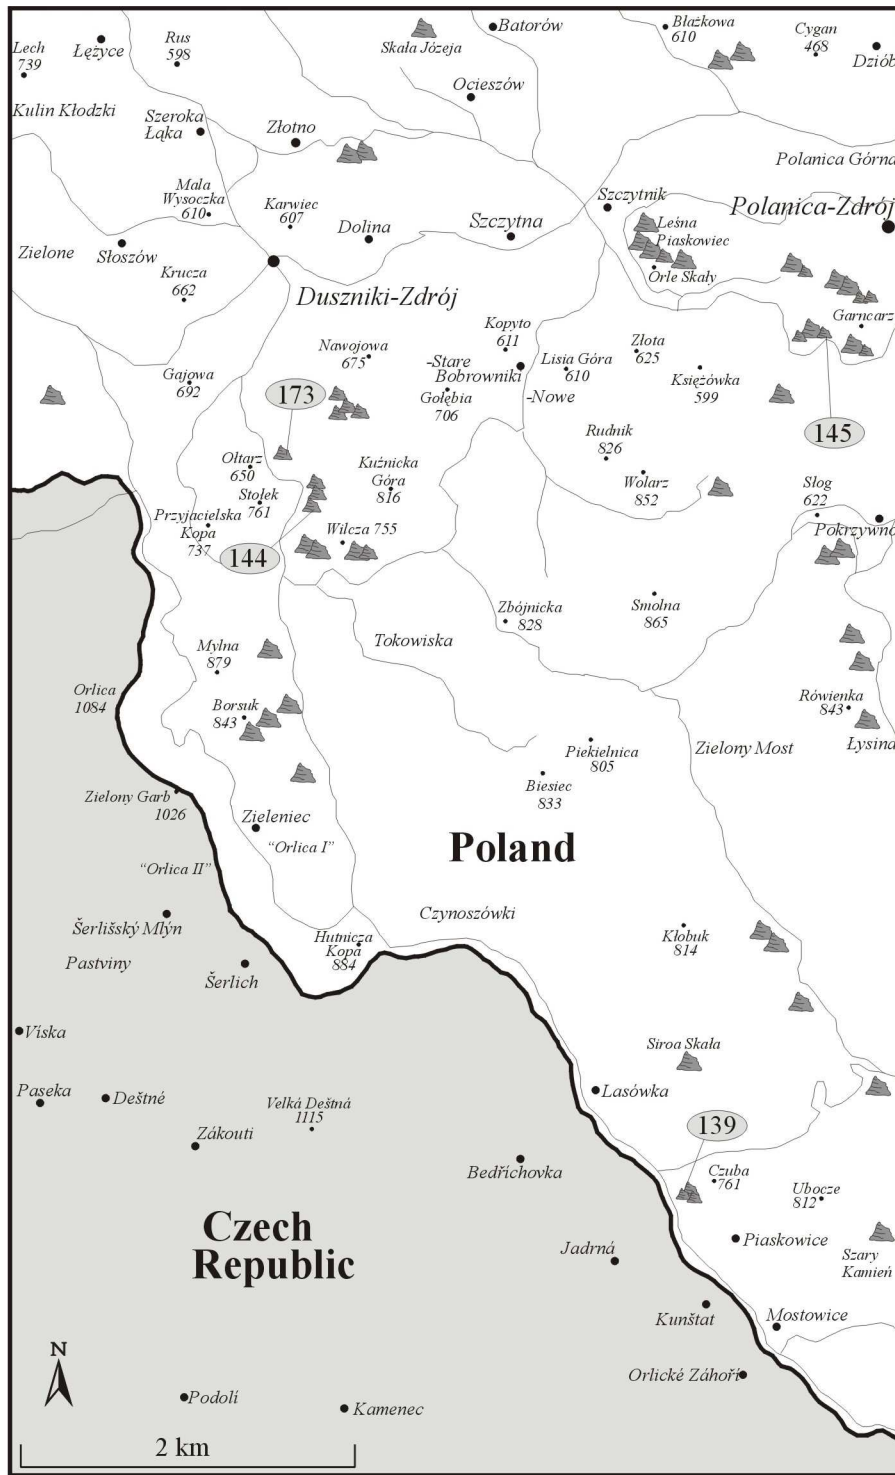 Batorów
Błażkowa
610
Cygan
468
Dziób
Lech
739
Łężyce
Rus
598
Skała Józeja
Ocieszów
Kulin Kłodzki
Szeroka
Łąka
Złotno
Polanica Górna
Mala
Wysoczka
610
Karwiec
607
Dolina
Szczytna
Szczytnik
Polanica-Zdrój
Leśna
Piaskowiec
Orle Skały
Zielone
Słoszów
Krucza
662
Duszniki-Zdrój
Garncarz
Nawojowa
675
Kopyto
611
-Stare
Bobrowniki
-Nowe
Lisia Góra
610
Złota
625
Księżówka
599
Gajowa
692
Gołębia
706
173
145
Ołtarz
650
Stołek
761
Kuźnicka
Góra
816
Rudnik
826
Wolarz
852
Słog
622
Pokrzywno
Przyjacielska
Kopa
737
144
Wilcza 755
Zbójnicka
828
Smolna
865
Tokowiska
Mylna
879
Orlica
1084
Borsuk
843
Rówienka
843
Łysina
Zielony Most
Piekielnica
805
Biesiec
833
Zielony Garb
1026
Zieleniec
"Orlica I"
Poland
"Orlica II"
Czynoszówki
Šerlišský Mlýn
Pastviny
Šerlich
Hutnicza
Kopa
884
Kłobuk
814
Víska
Siroa Skała
Paseka
Deštné
Velká Deštná
1115
Lasówka
Zákouti
139
Bedříchovka
Czuba
761
Ubocze
812
Czech
Republic
Jadrná
Piaskowice
Szary
Kamień
Kunštat
Mostowice
N
Orlické Záhoří
Podolí
Kamenec
2 km